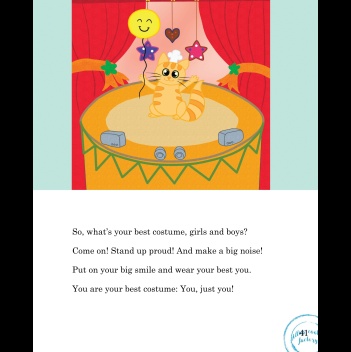 So, what's your best costume, girls and boys?
Come on! Stand up proud! And make a big noise!
Put on your big smile and wear your best you.
You are your best costume: You, just you!
41
factory